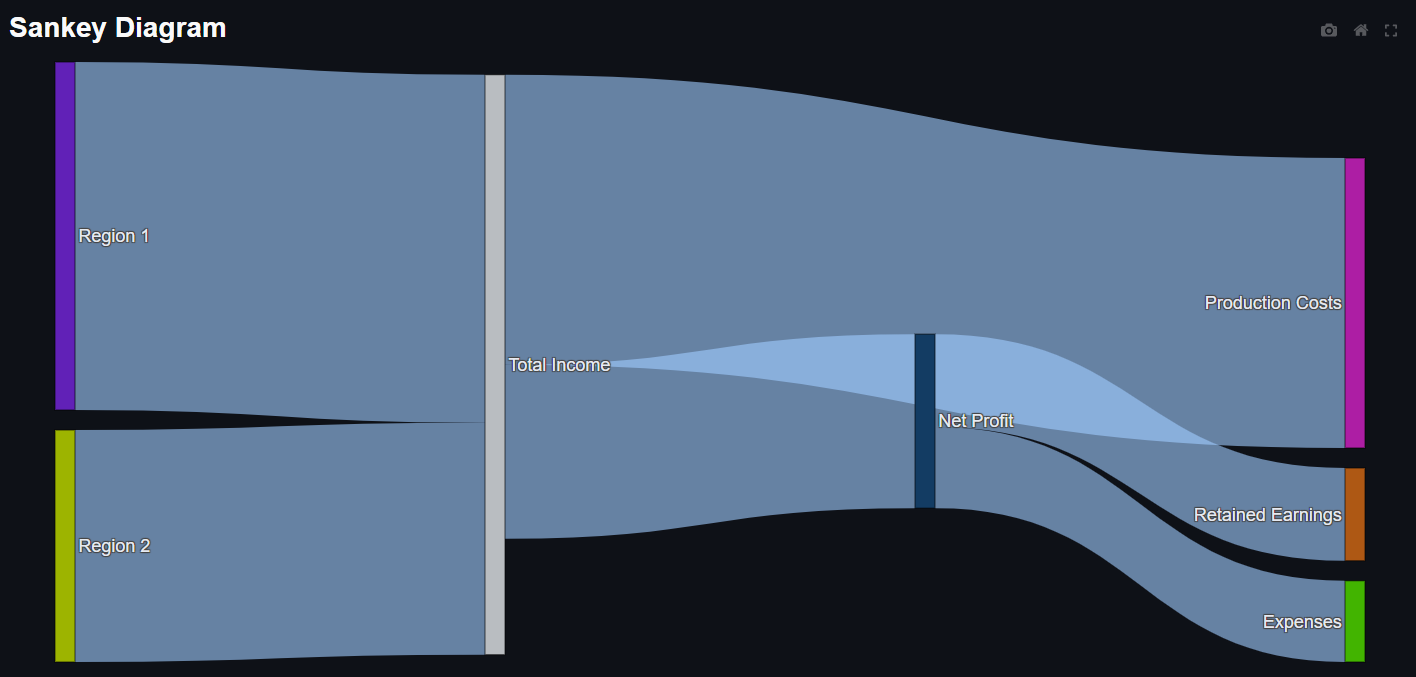 Sankey Diagram
Region 1
Production Costs
Total Income
Net Profit
Retained Earnings
Region 2
Expenses